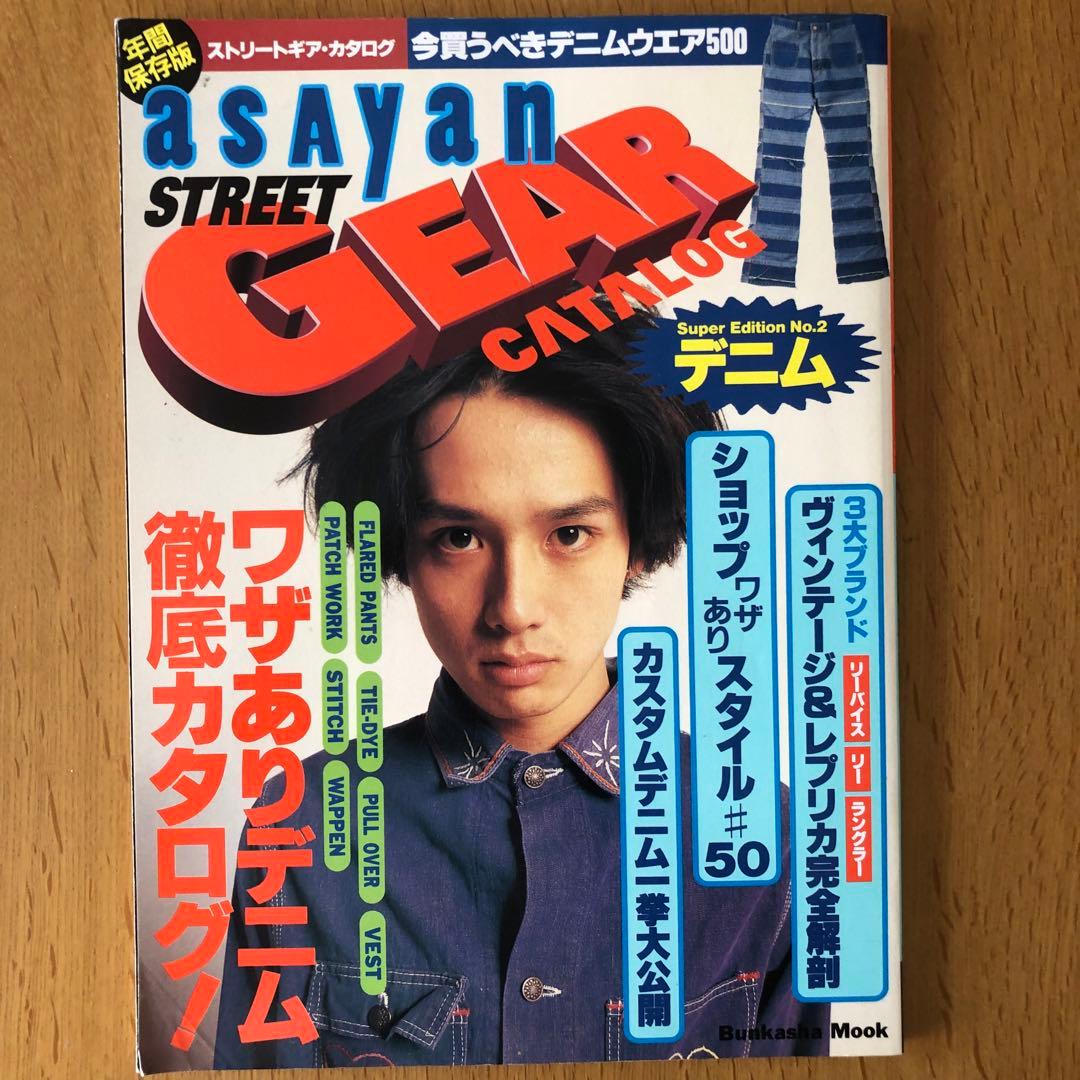 年間
保存版
ストリートギア・カタログ
今買うべきデニムウエア500
asAyan
STREET
GEAR
CATALOG
Super Edition No.2
デニム
3大ブランド
リーバイス
リー
ラングラー
ヴィンテージ&レプリカ完全解剖
ショップワザありスタイル#50
カスタムデニム一挙大公開
FLARED PANTS
TIE-DYE
PULL OVER
VEST
PATCH WORK
STITCH
WAPPEN
ワザありデニム
徹底カタログ!
Bunkasha Mook